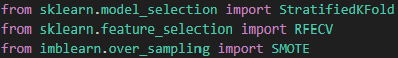 from sklearn.model_selection import StratifiedKFold
from sklearn.feature_selection import RFECV
from imblearn.over_sampling import SMOTE